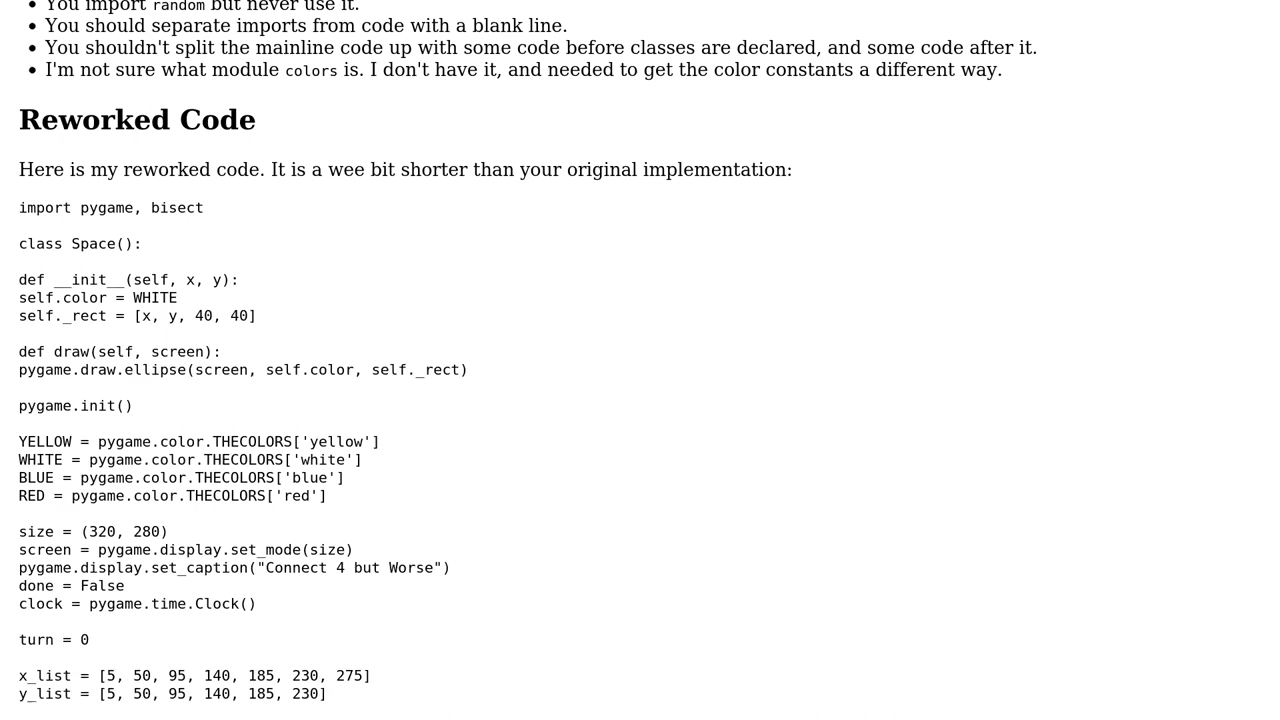 You import random but never use it.
You should separate imports from code with a blank line.
You shouldn't split the mainline code up with some code before classes are declared, and some code after it.
I'm not sure what module colors is. I don't have it, and needed to get the color constants a different way.
Reworked Code
Here is my reworked code. It is a wee bit shorter than your original implementation:
import pygame, bisect
class Space():
def __init__(self, x, y):
self.color = WHITE
self._rect = [x, y, 40, 40]
def draw(self, screen):
pygame.draw.ellipse(screen, self.color, self._rect)
pygame.init()
YELLOW = pygame.color.THECOLORS['yellow']
WHITE = pygame.color.THECOLORS['white']
BLUE = pygame.color.THECOLORS['blue']
RED = pygame.color.THECOLORS['red']
size = (320, 280)
screen = pygame.display.set_mode(size)
pygame.display.set_caption("Connect 4 but Worse")
done = False
clock = pygame.time.Clock()
turn = 0
x_list = [5, 50, 95, 140, 185, 230, 275]
y_list = [5, 50, 95, 140, 185, 230]